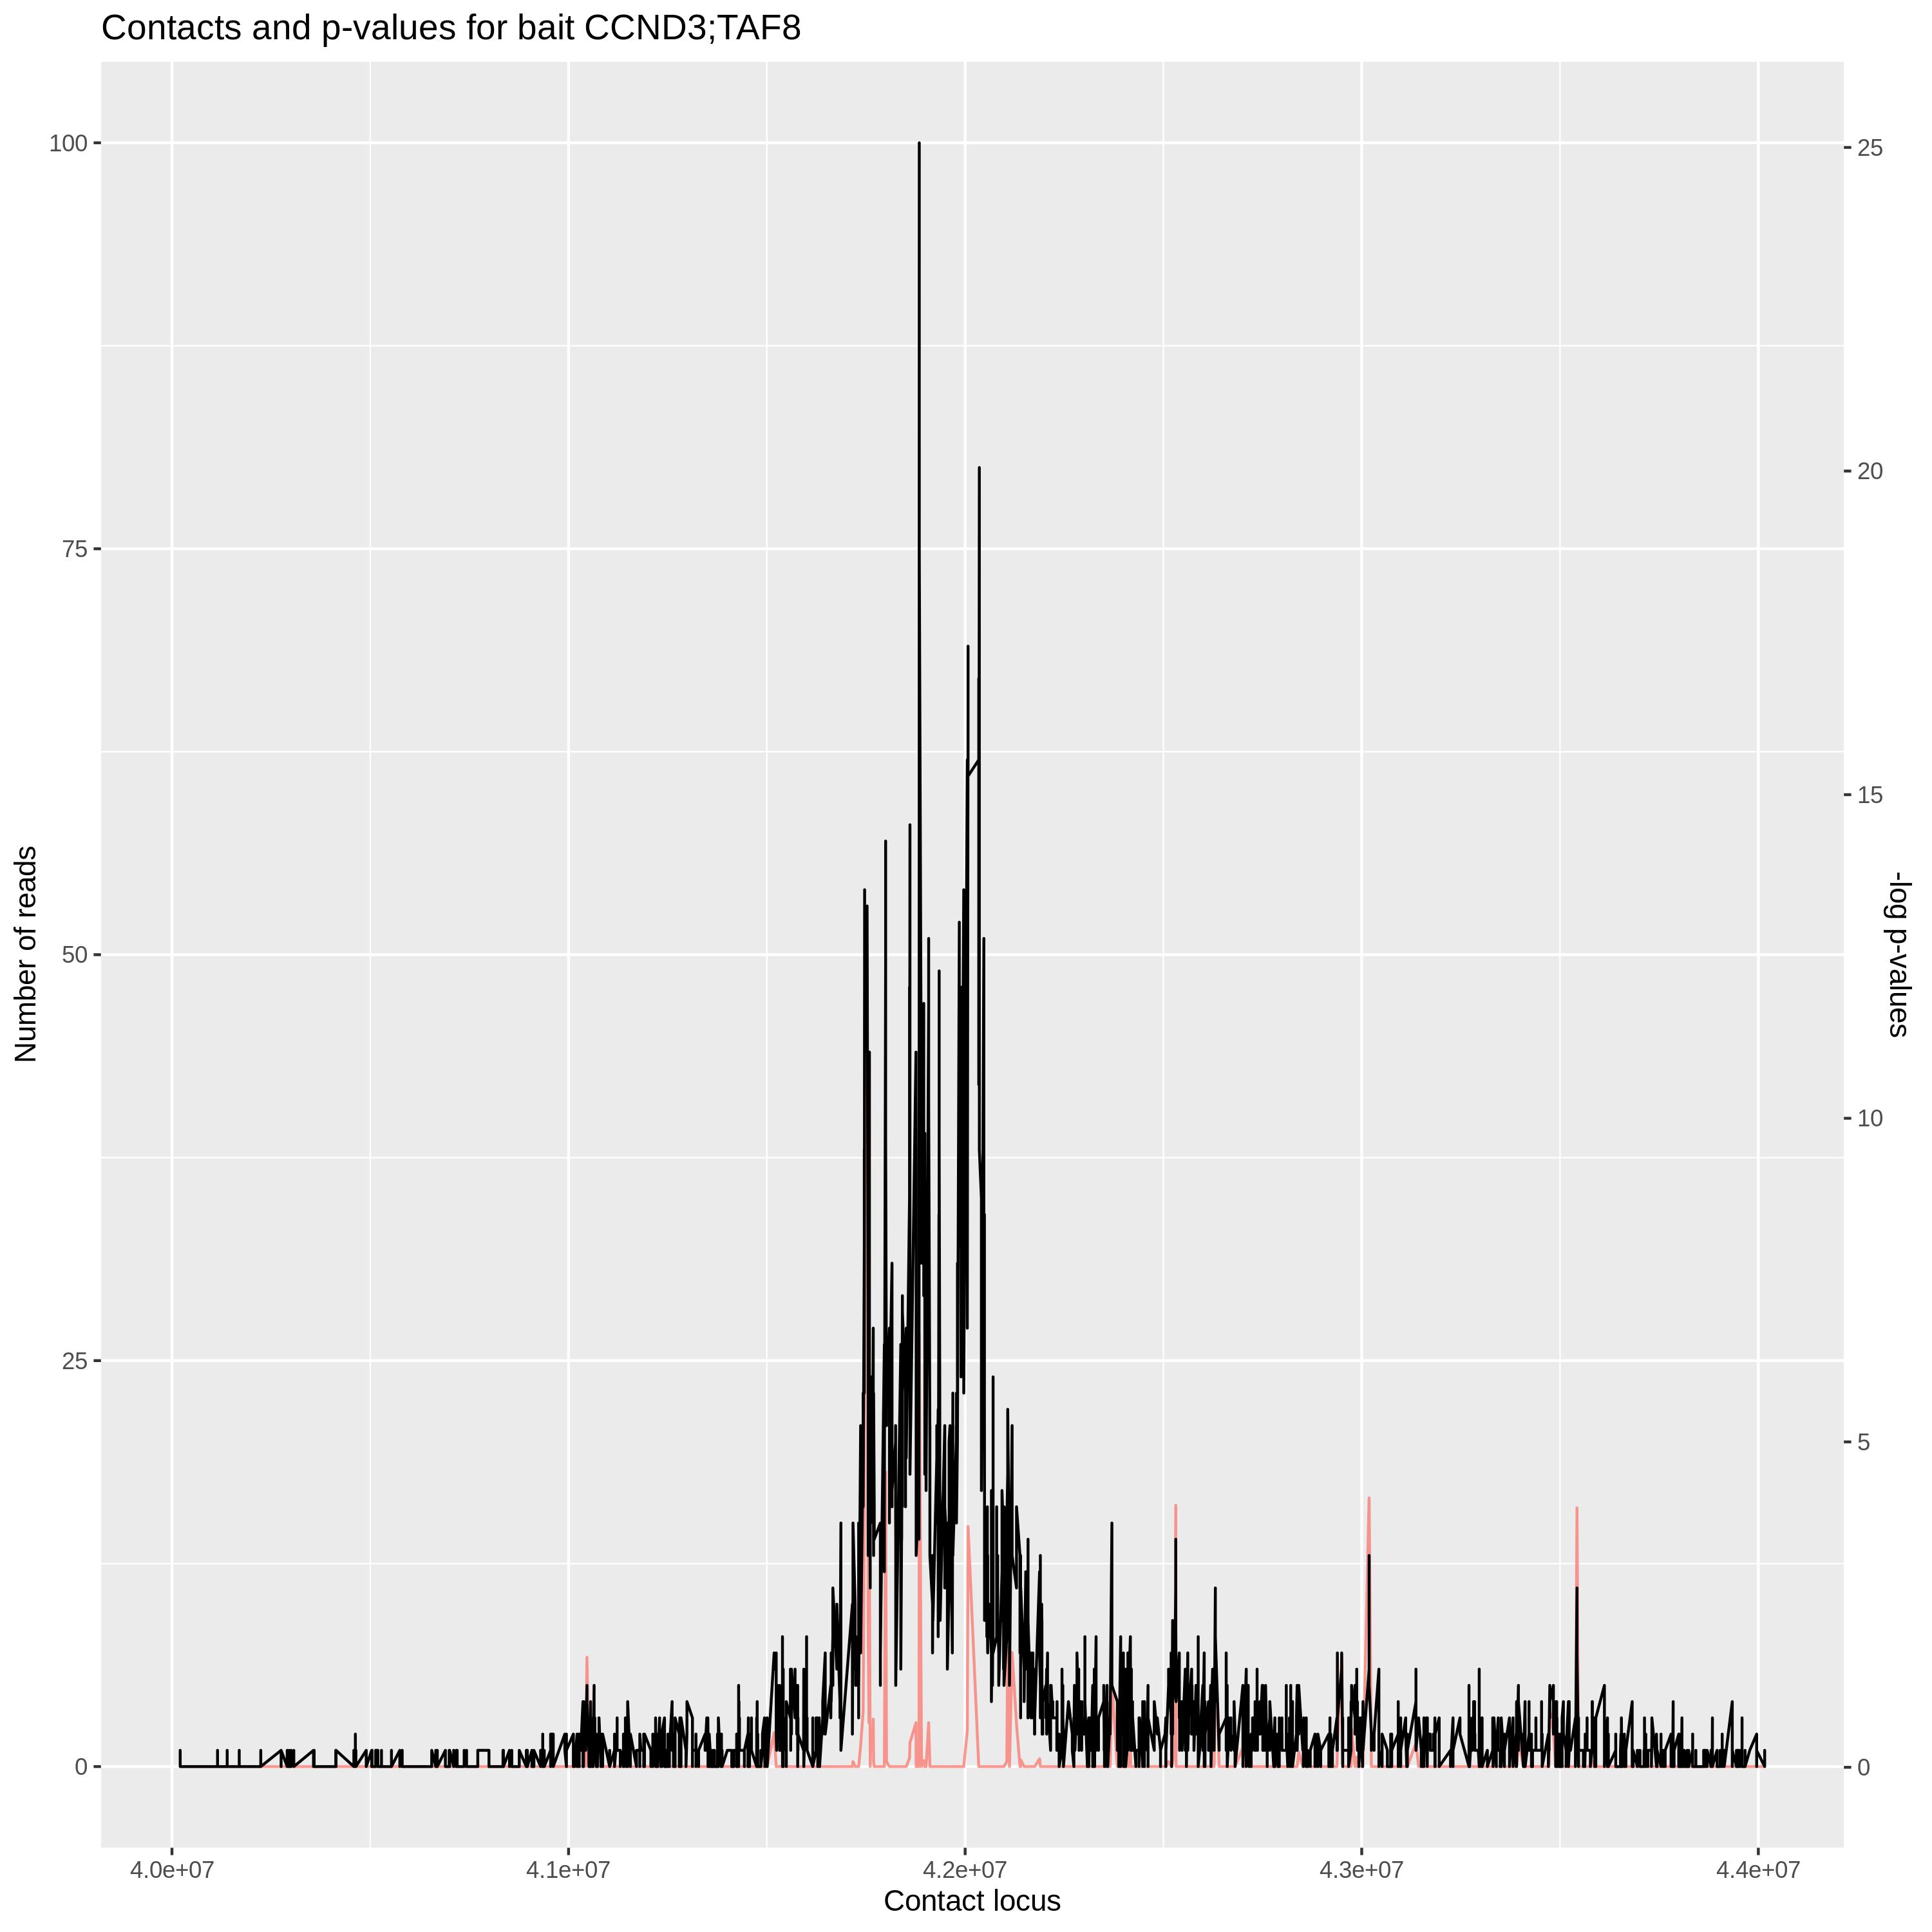 Contacts and p-values for bait CCND3;TAF8
Number of reads
100
75
50
25
0
25
20
15
10
5
0
-log p-values
4.0e+07
4.1e+07
4.2e+07
4.3e+07
4.4e+07
Contact locus